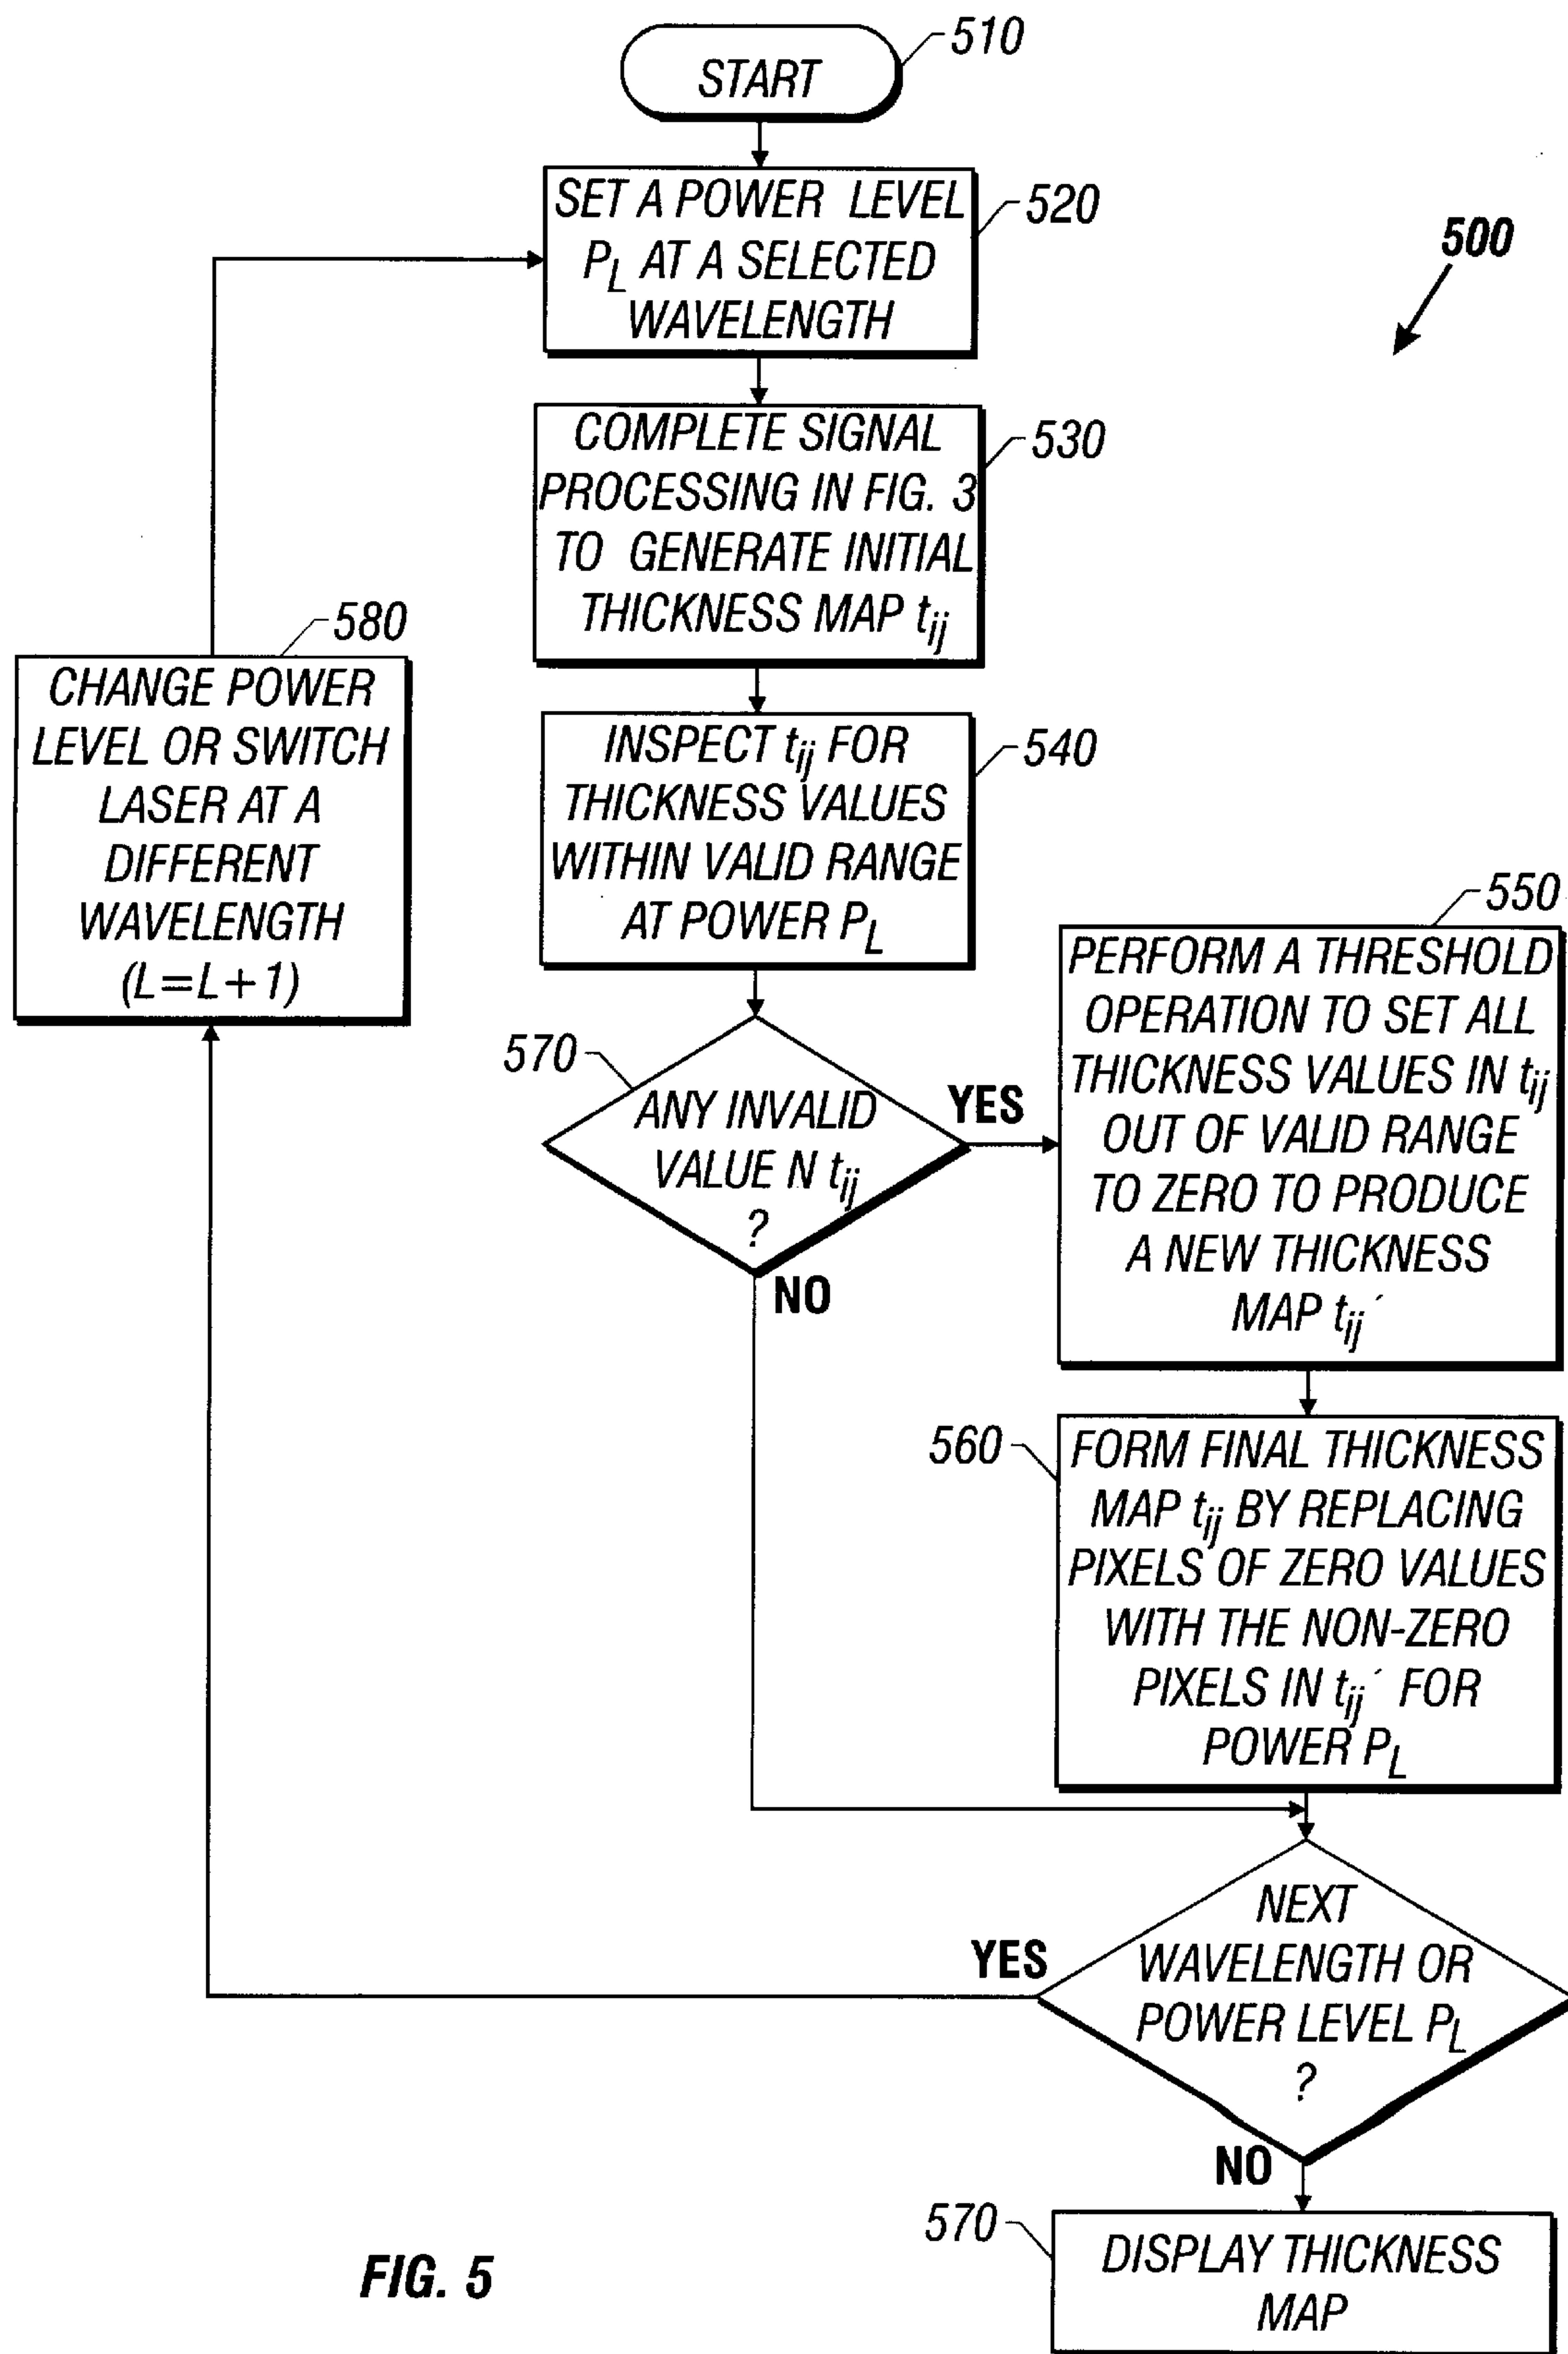 510
START
SET A POWER LEVEL
P_L AT A SELECTED
WAVELENGTH
520
500
COMPLETE SIGNAL
PROCESSING IN FIG. 3
TO GENERATE INITIAL
THICKNESS MAP t_ij
530
580
CHANGE POWER
LEVEL OR SWITCH
LASER AT A
DIFFERENT
WAVELENGTH
(L=L+1)
INSPECT t_ij FOR
THICKNESS VALUES
WITHIN VALID RANGE
AT POWER P_L
540
570
ANY INVALID
VALUE N t_ij
?
YES
NO
550
PERFORM A THRESHOLD
OPERATION TO SET ALL
THICKNESS VALUES IN t_ij
OUT OF VALID RANGE
TO ZERO TO PRODUCE
A NEW THICKNESS
MAP t_ij´
560
FORM FINAL THICKNESS
MAP t_ij BY REPLACING
PIXELS OF ZERO VALUES
WITH THE NON-ZERO
PIXELS IN t_ij´ FOR
POWER P_L
NEXT
WAVELENGTH OR
POWER LEVEL P_L
?
YES
NO
570
DISPLAY THICKNESS
MAP
FIG. 5